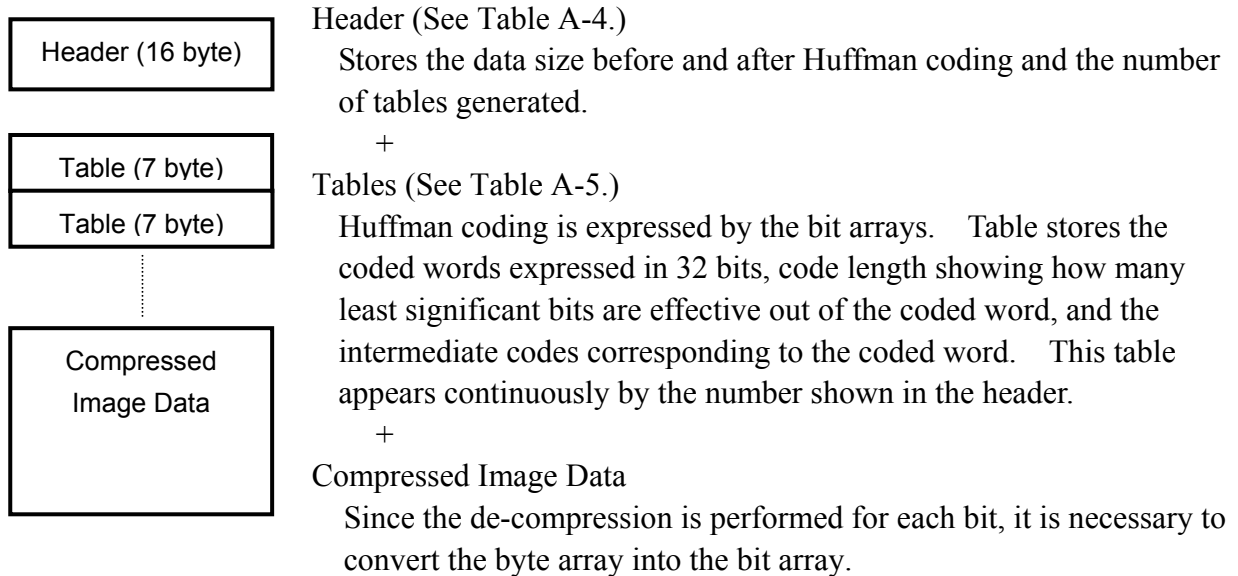 Header (16 byte)
Table (7 byte)
Table (7 byte)
Compressed
Image Data
Header (See Table A-4.)
Stores the data size before and after Huffman coding and the number
of tables generated.
+
Tables (See Table A-5.)
Huffman coding is expressed by the bit arrays. Table stores the
coded words expressed in 32 bits, code length showing how many
least significant bits are effective out of the coded word, and the
intermediate codes corresponding to the coded word. This table
appears continuously by the number shown in the header.
+
Compressed Image Data
Since the de-compression is performed for each bit, it is necessary to
convert the byte array into the bit array.